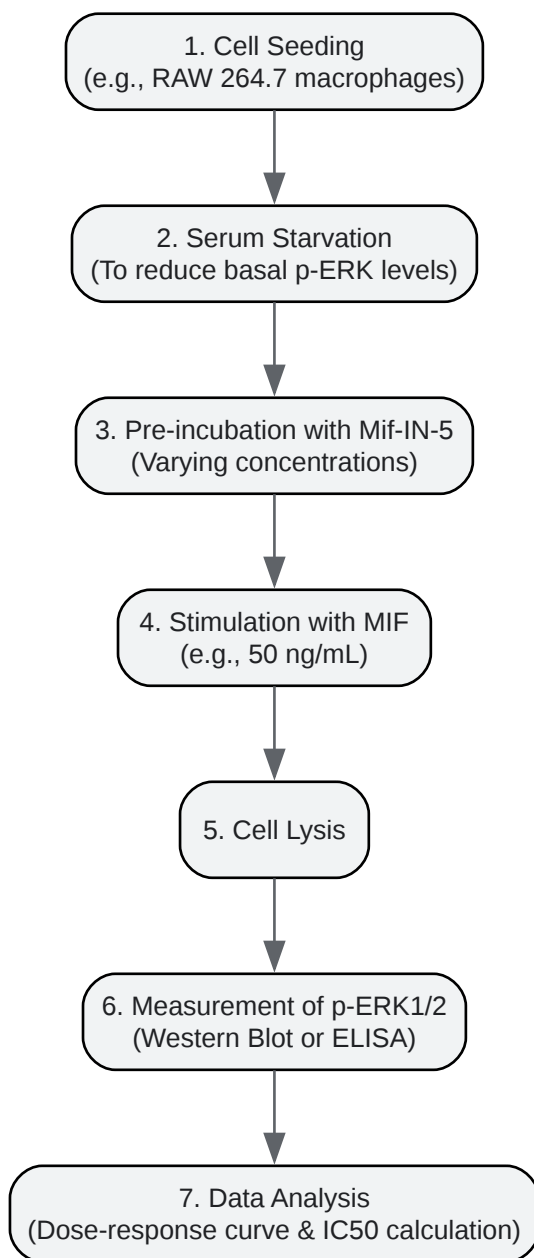 1. Cell Seeding
(e.g., RAW 264.7 macrophages)
2. Serum Starvation
(To reduce basal p-ERK levels)
3. Pre-incubation with Mif-IN-5
(Varying concentrations)
4. Stimulation with MIF
(e.g., 50 ng/mL)
5. Cell Lysis
6. Measurement of p-ERK1/2
(Western Blot or ELISA)
7. Data Analysis
(Dose-response curve & IC50 calculation)